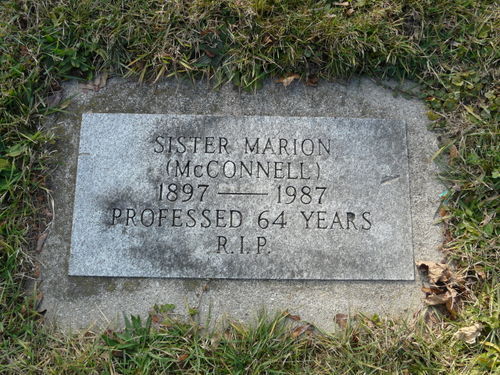 SISTER MARION
(McCONNELL)
1897 — 1987
PROFESSED 64 YEARS
R.I.P.